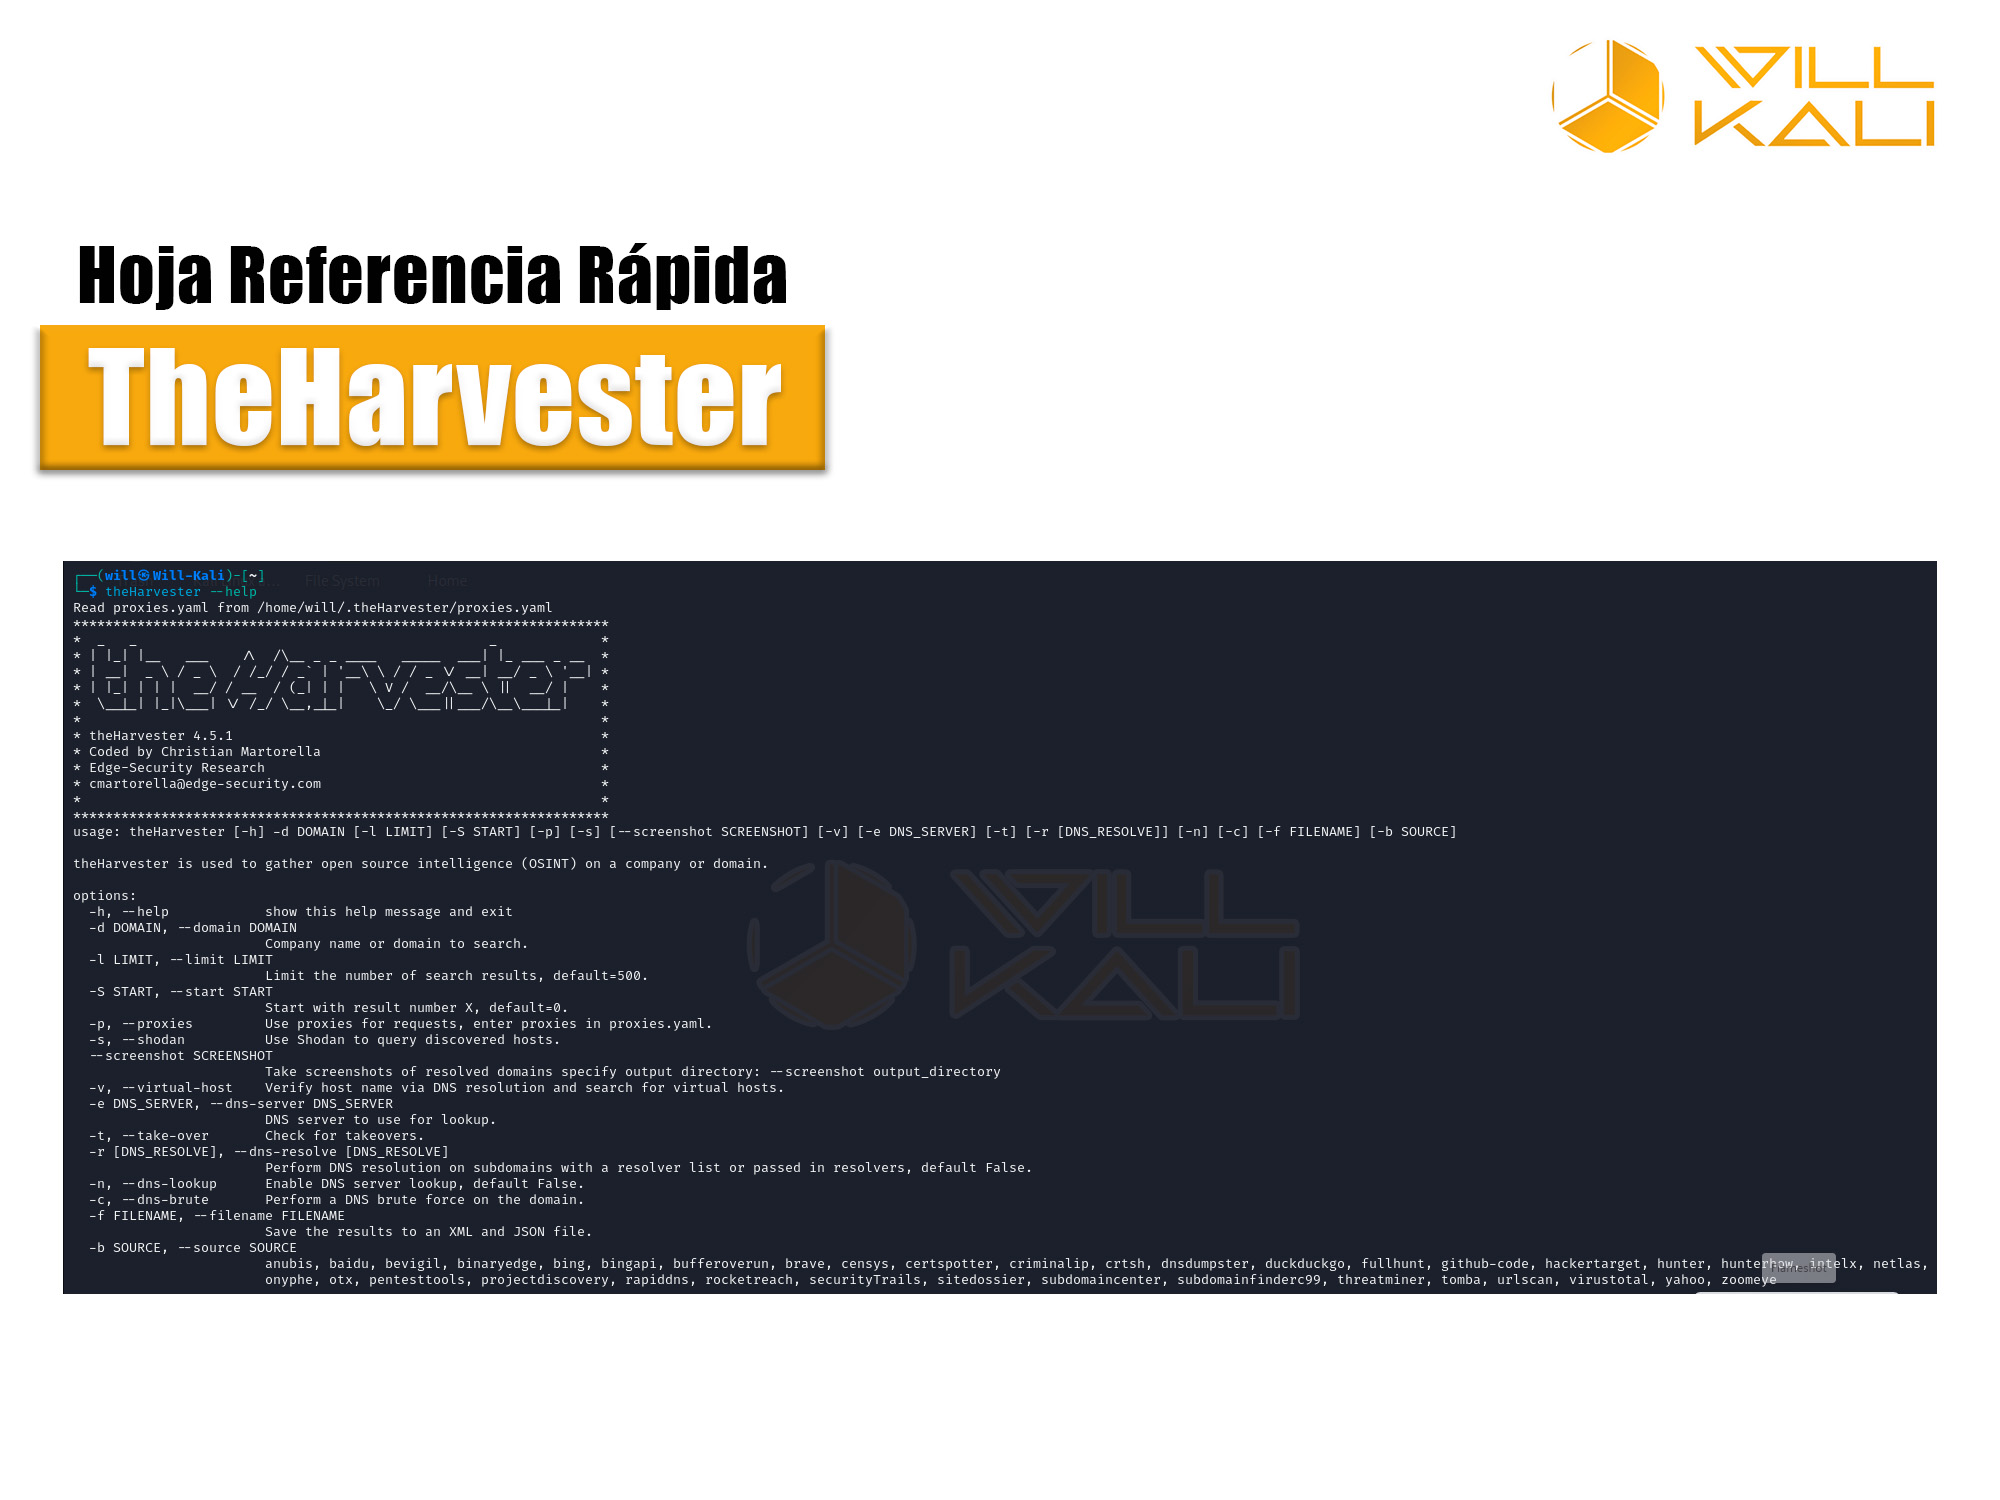 WILL
KALI
Hoja Referencia Rápida
TheHarvester
┌──(will㉿Will-Kali)-[~]
File System
Home
└─$ theHarvester --help
Read proxies.yaml from /home/will/.theHarvester/proxies.yaml
*******************************************************************
* theHarvester 4.5.1 *
* Coded by Christian Martorella *
* Edge-Security Research *
* cmartorella@edge-security.com *
* *
*******************************************************************
usage: theHarvester [-h] -d DOMAIN [-l LIMIT] [-S START] [-p] [-s] [--screenshot SCREENSHOT] [-v] [-e DNS_SERVER] [-t] [-r [DNS_RESOLVE]] [-n] [-c] [-f FILENAME] [-b SOURCE]
theHarvester is used to gather open source intelligence (OSINT) on a company or domain.
options:
-h, --help show this help message and exit
-d DOMAIN, --domain DOMAIN
Company name or domain to search.
-l LIMIT, --limit LIMIT
Limit the number of search results, default=500.
-S START, --start START
Start with result number X, default=0.
-p, --proxies Use proxies for requests, enter proxies in proxies.yaml.
-s, --shodan Use Shodan to query discovered hosts.
--screenshot SCREENSHOT
Take screenshots of resolved domains specify output directory: --screenshot output_directory
-v, --virtual-host Verify host name via DNS resolution and search for virtual hosts.
-e DNS_SERVER, --dns-server DNS_SERVER
DNS server to use for lookup.
-t, --take-over Check for takeovers.
-r [DNS_RESOLVE], --dns-resolve [DNS_RESOLVE]
Perform DNS resolution on subdomains with a resolver list or passed in resolvers, default False.
-n, --dns-lookup Enable DNS server lookup, default False.
-c, --dns-brute Perform a DNS brute force on the domain.
-f FILENAME, --filename FILENAME
Save the results to an XML and JSON file.
-b SOURCE, --source SOURCE
anubis, baidu, bevigil, binaryedge, bing, bingapi, bufferoverun, brave, censys, certspotter, criminalip, crtsh, dnsdumpster, duckduckgo, fullhunt, github-code, hackertarget, hunter, hunterhow, intelx, netlas,
onyphe, otx, pentesttools, projectdiscovery, rapiddns, rocketreach, securityTrails, sitedossier, subdomaincenter, subdomainfinderc99, threatminer, tomba, urlscan, virustotal, yahoo, zoomeye
Flameshot
WILL
KALI